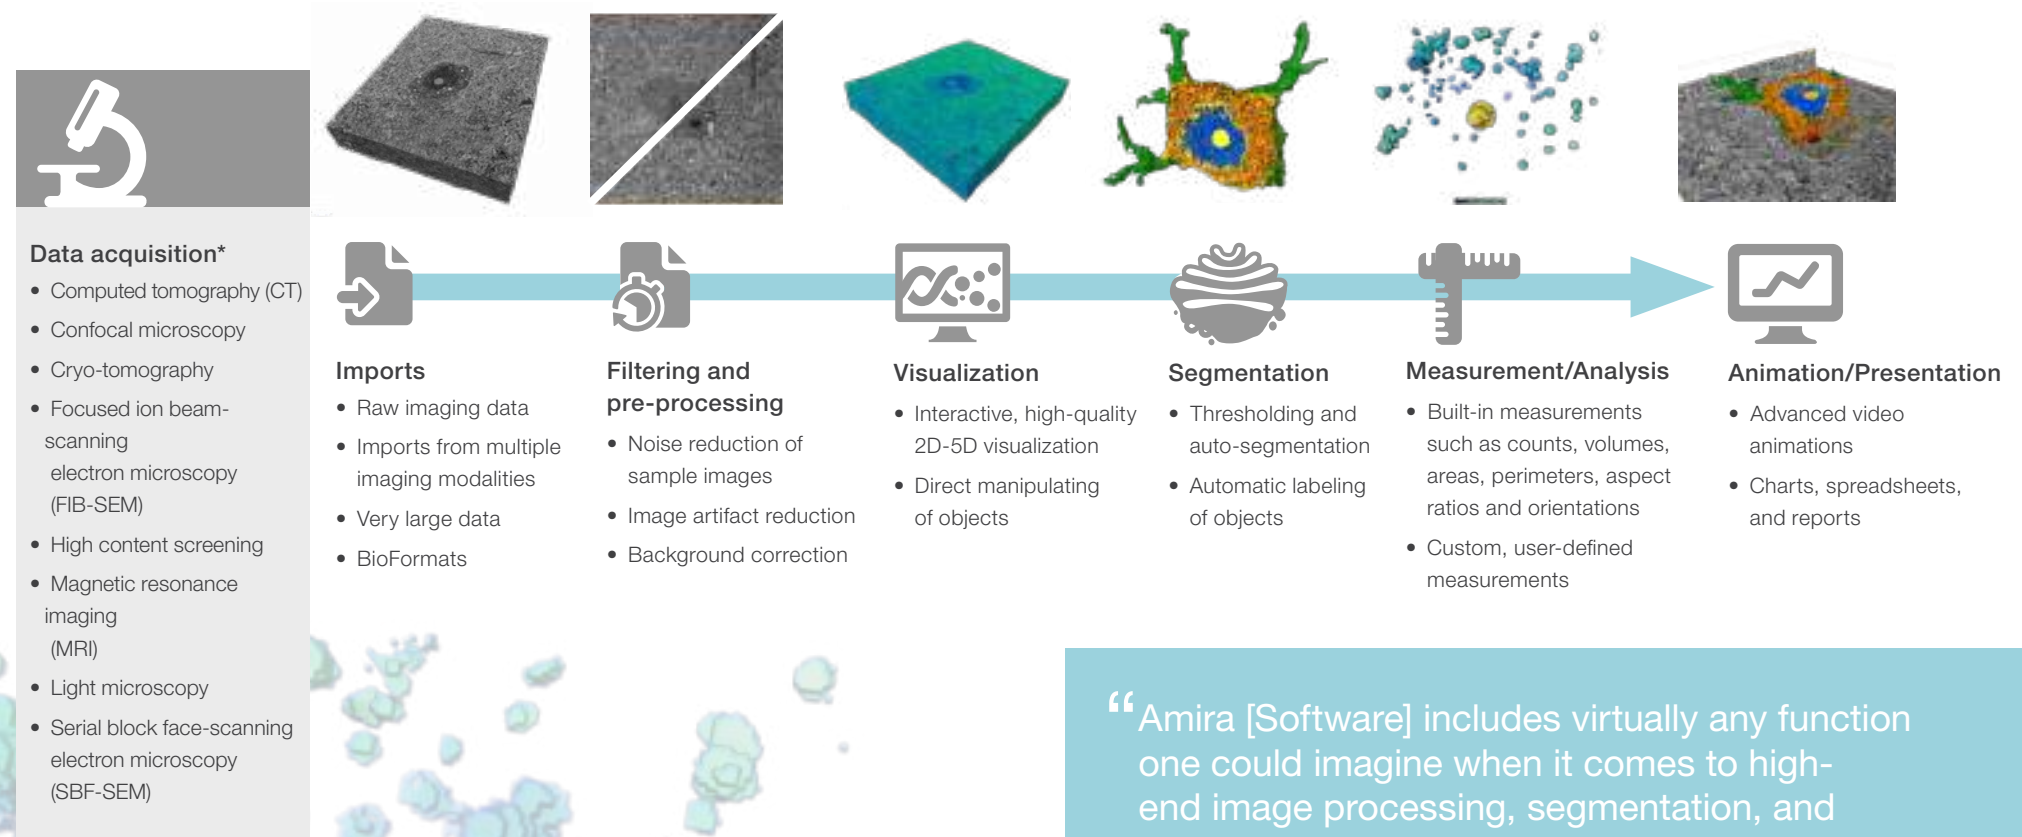 Data acquisition*
• Computed tomography (CT)
• Confocal microscopy
• Cryo-tomography
• Focused ion beam-
scanning
electron microscopy
(FIB-SEM)
• High content screening
• Magnetic resonance
imaging
(MRI)
• Light microscopy
• Serial block face-scanning
electron microscopy
(SBF-SEM)
Imports
• Raw imaging data
• Imports from multiple
imaging modalities
• Very large data
• BioFormats
Filtering and
pre-processing
• Noise reduction of
sample images
• Image artifact reduction
• Background correction
Visualization
• Interactive, high-quality
2D-5D visualization
• Direct manipulating
of objects
Segmentation
• Thresholding and
auto-segmentation
• Automatic labeling
of objects
Measurement/Analysis
• Built-in measurements
such as counts, volumes,
areas, perimeters, aspect
ratios and orientations
• Custom, user-defined
measurements
Animation/Presentation
• Advanced video
animations
• Charts, spreadsheets,
and reports
“Amira [Software] includes virtually any function
one could imagine when it comes to high-
end image processing, segmentation, and